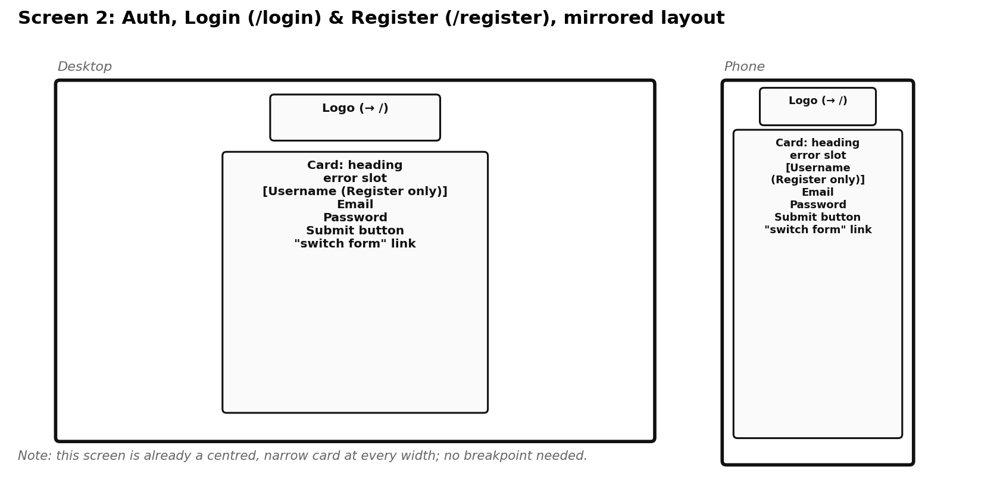 Screen 2: Auth, Login (/login) & Register (/register), mirrored layout
Desktop
Logo (→ /)
Card: heading
error slot
[Username (Register only)]
Email
Password
Submit button
"switch form" link
Phone
Logo (→ /)
Card: heading
error slot
[Username
(Register only)]
Email
Password
Submit button
"switch form" link
Note: this screen is already a centred, narrow card at every width; no breakpoint needed.